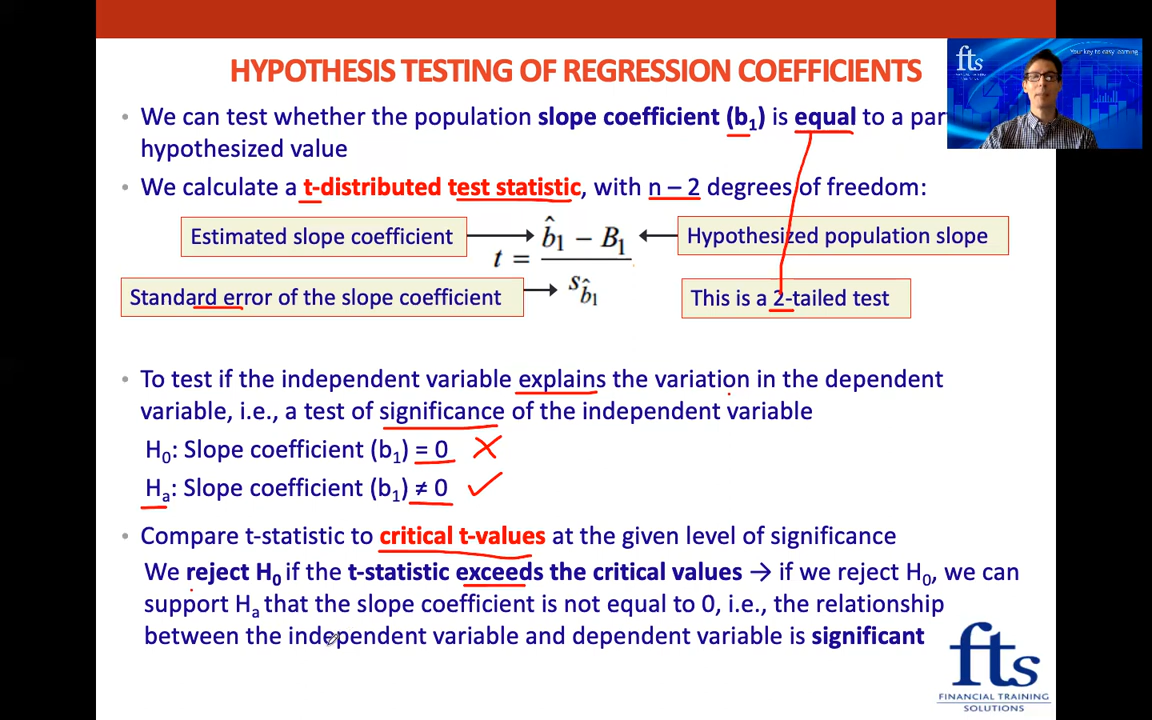 HYPOTHESIS TESTING OF REGRESSION COEFFICIENTS
fts
Your key to easy learning
• We can test whether the population slope coefficient (b₁) is equal to a par
hypothesized value
• We calculate a t-distributed test statistic, with n – 2 degrees of freedom:
Estimated slope coefficient
t = (b̂₁ – B₁) / s_b̂₁
Hypothesized population slope
Standard error of the slope coefficient
This is a 2-tailed test
• To test if the independent variable explains the variation in the dependent
variable, i.e., a test of significance of the independent variable
H₀: Slope coefficient (b₁) = 0
Hₐ: Slope coefficient (b₁) ≠ 0
• Compare t-statistic to critical t-values at the given level of significance
We reject H₀ if the t-statistic exceeds the critical values → if we reject H₀, we can
support Hₐ that the slope coefficient is not equal to 0, i.e., the relationship
between the independent variable and dependent variable is significant
fts
FINANCIAL TRAINING
SOLUTIONS